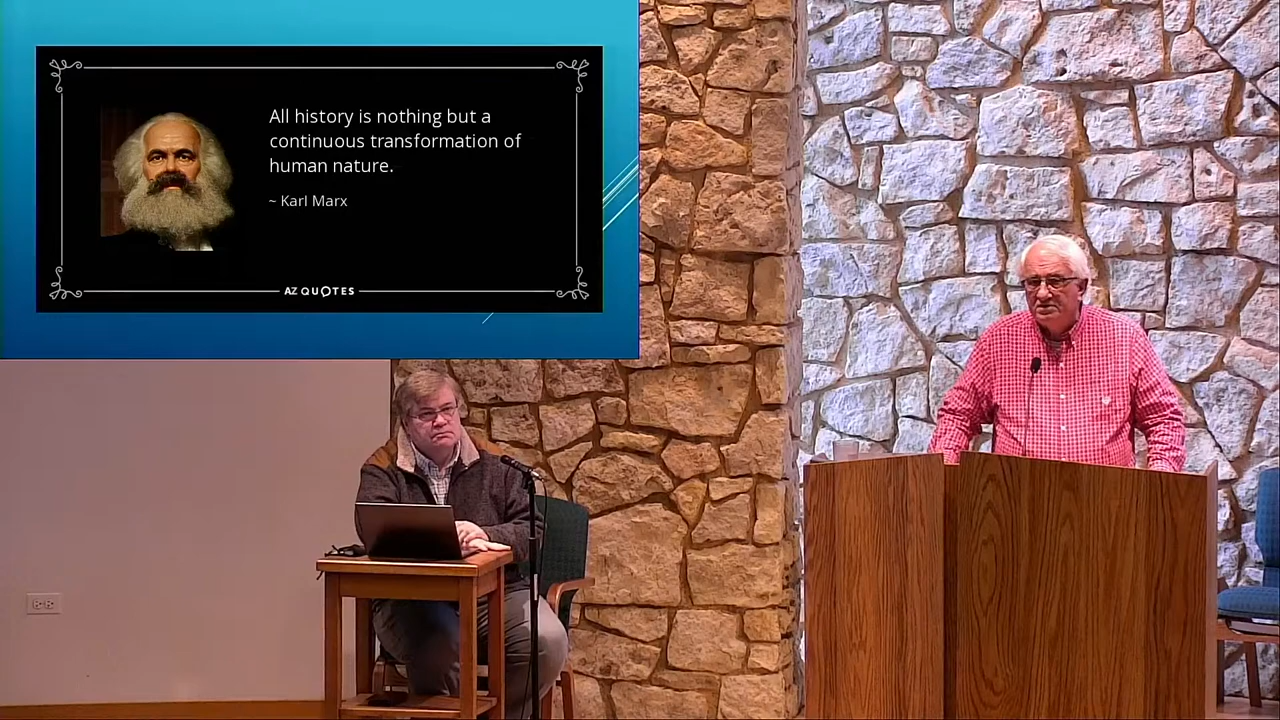 All history is nothing but a
continuous transformation of
human nature.
~ Karl Marx
AZ QUOTES